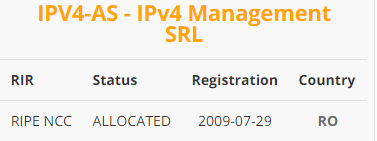 IPV4-AS - IPv4 Management
SRL
RIR Status Registration Country
RIPE NCC ALLOCATED 2009-07-29 RO